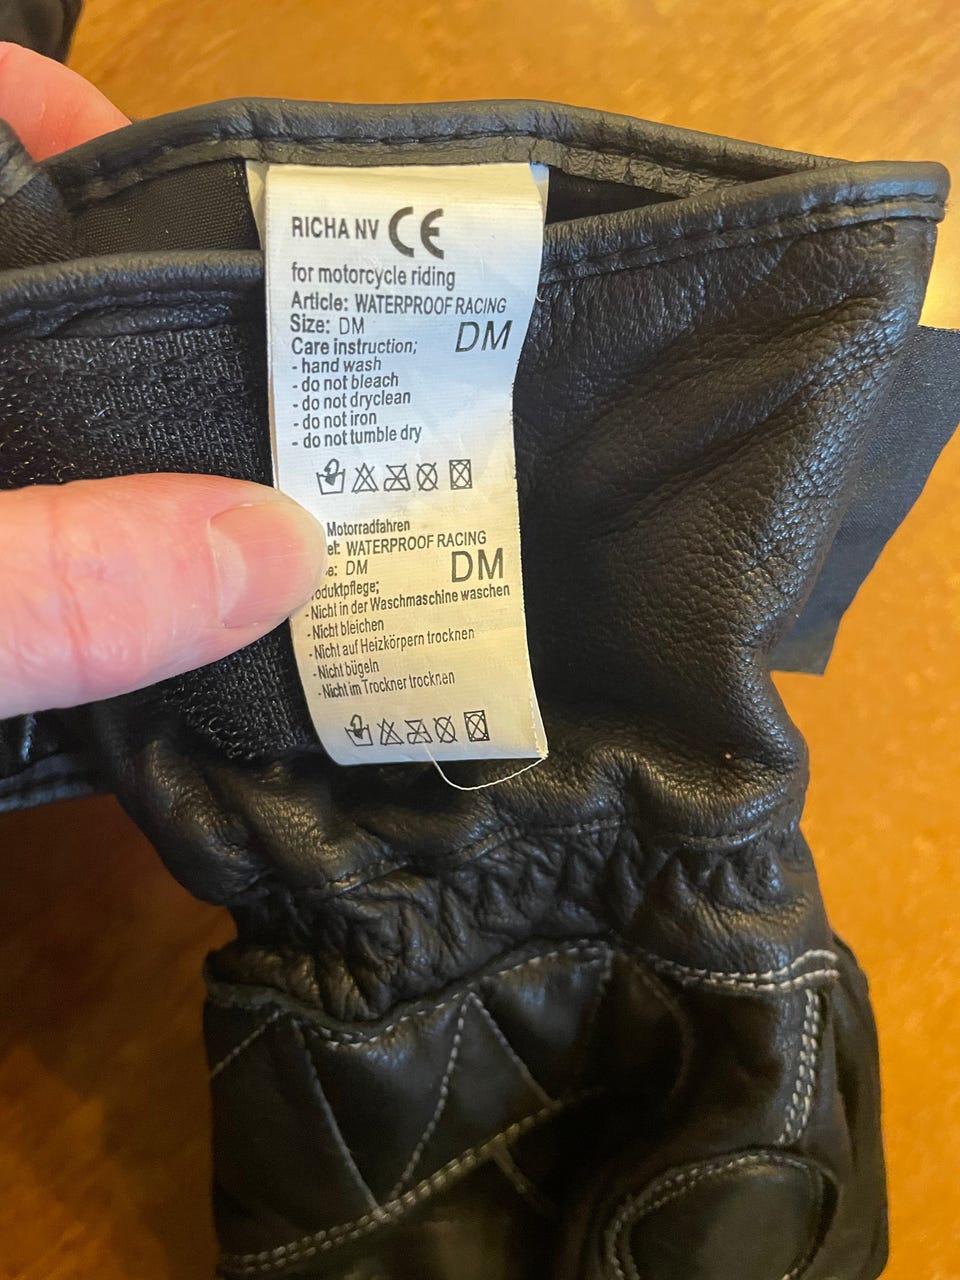 RICHA NV CE
for motorcycle riding
Article: WATERPROOF RACING
Size: DM DM
Care instruction;
- hand wash
- do not bleach
- do not dryclean
- do not iron
- do not tumble dry
Motorradfahren
WATERPROOF RACING
DM DM
-Nicht in der Waschmaschine waschen
-Nicht bleichen
-Nicht auf Heizkörpern trocknen
-Nicht bügeln
-Nicht im Trockner trocknen